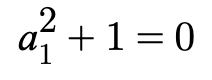 $a_1^2 + 1 = 0$